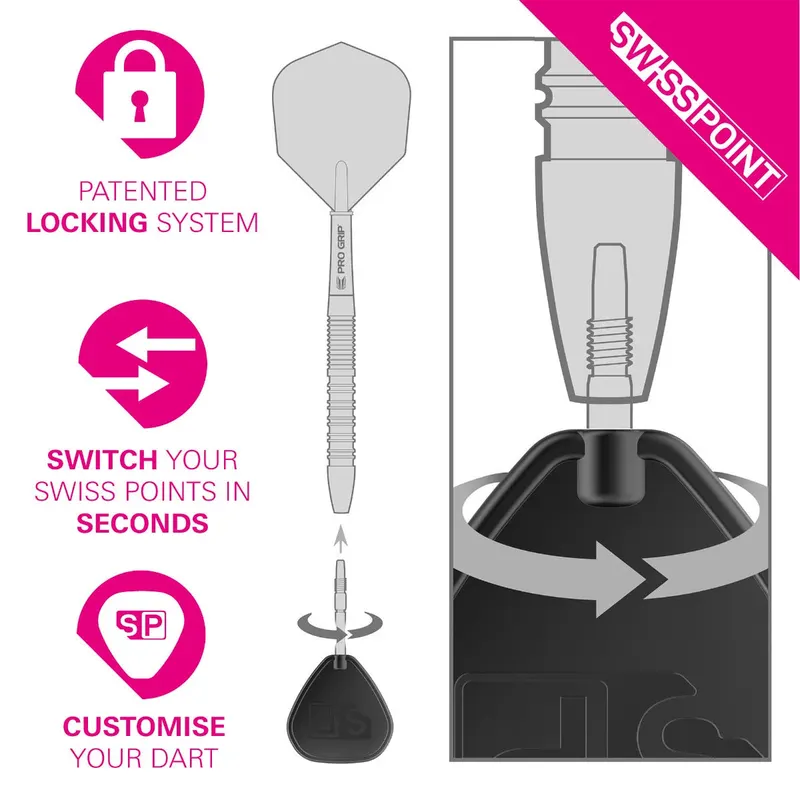 PATENTED
LOCKING SYSTEM
SWITCH YOUR
SWISS POINTS IN
SECONDS
SP
CUSTOMISE
YOUR DART
PRO GRIP
SWISSPOINT